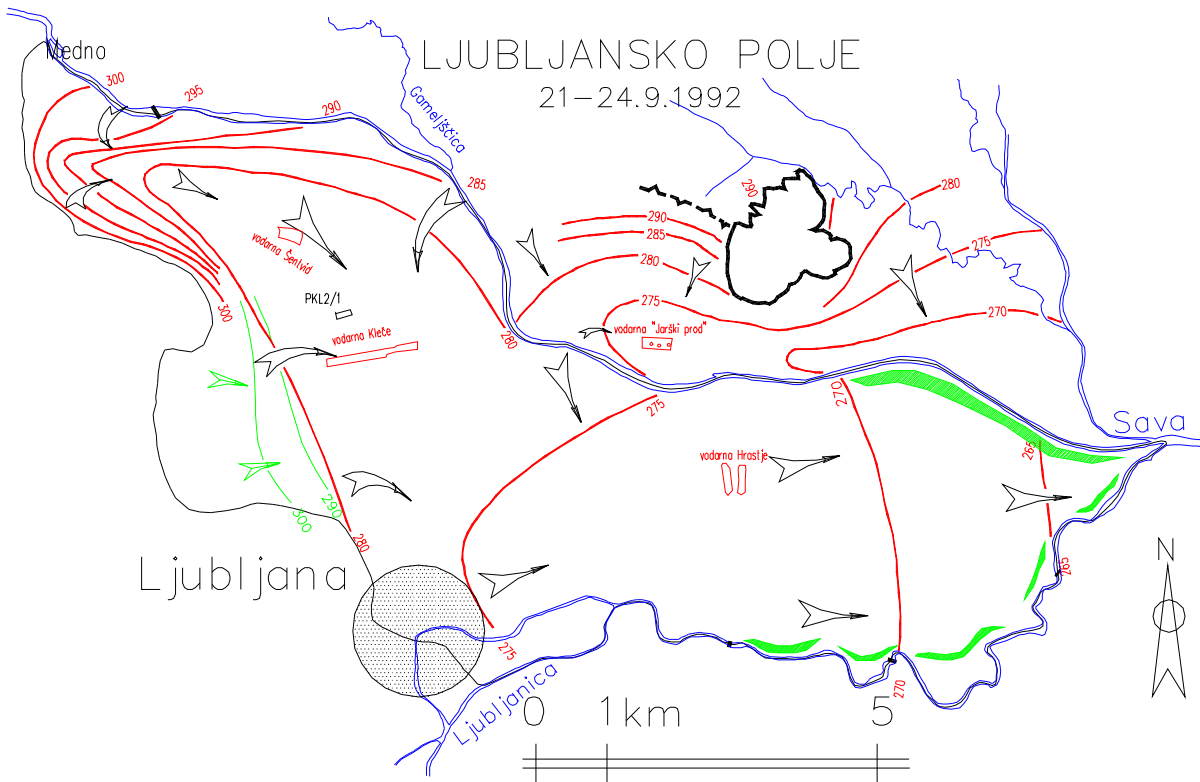 Medno
LJUBLJANSKO POLJE
21-24.9.1992
300
295
290
Gameljščica
285
290
280
290
285
275
280
275
270
vodarna Šentvid
PKL2/1
300
vodarna Kleče
vodarna "Jarški prod"
280
275
270
Sava
265
vodarna Hrastje
290
300
280
265
N
Ljubljana
275
270
Ljubljanica
0
1km
5